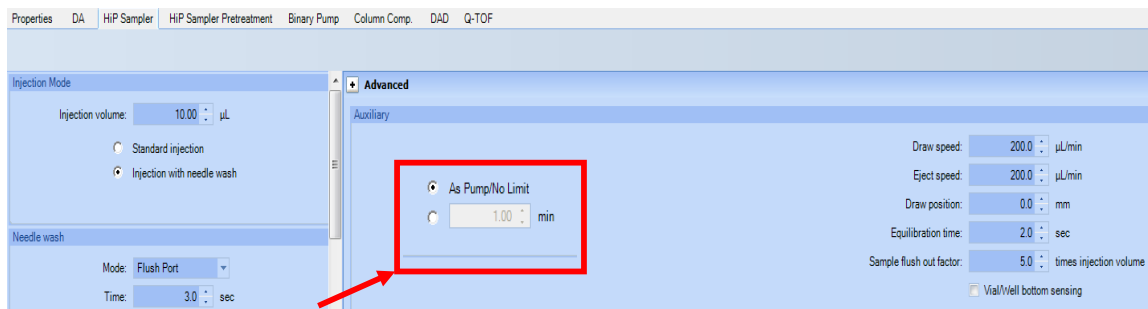 Properties DA HiP Sampler HiP Sampler Pretreatment Binary Pump Column Comp. DAD Q-TOF
Injection Mode
Injection volume: 10.00 µL
Standard injection
Injection with needle wash
Needle wash
Mode: Flush Port
Time: 3.0 sec
+ Advanced
Auxiliary
As Pump/No Limit
1.00 min
Draw speed: 200.0 µL/min
Eject speed: 200.0 µL/min
Draw position: 0.0 mm
Equilibration time: 2.0 sec
Sample flush out factor: 5.0 times injection volume
Vial/Well bottom sensing